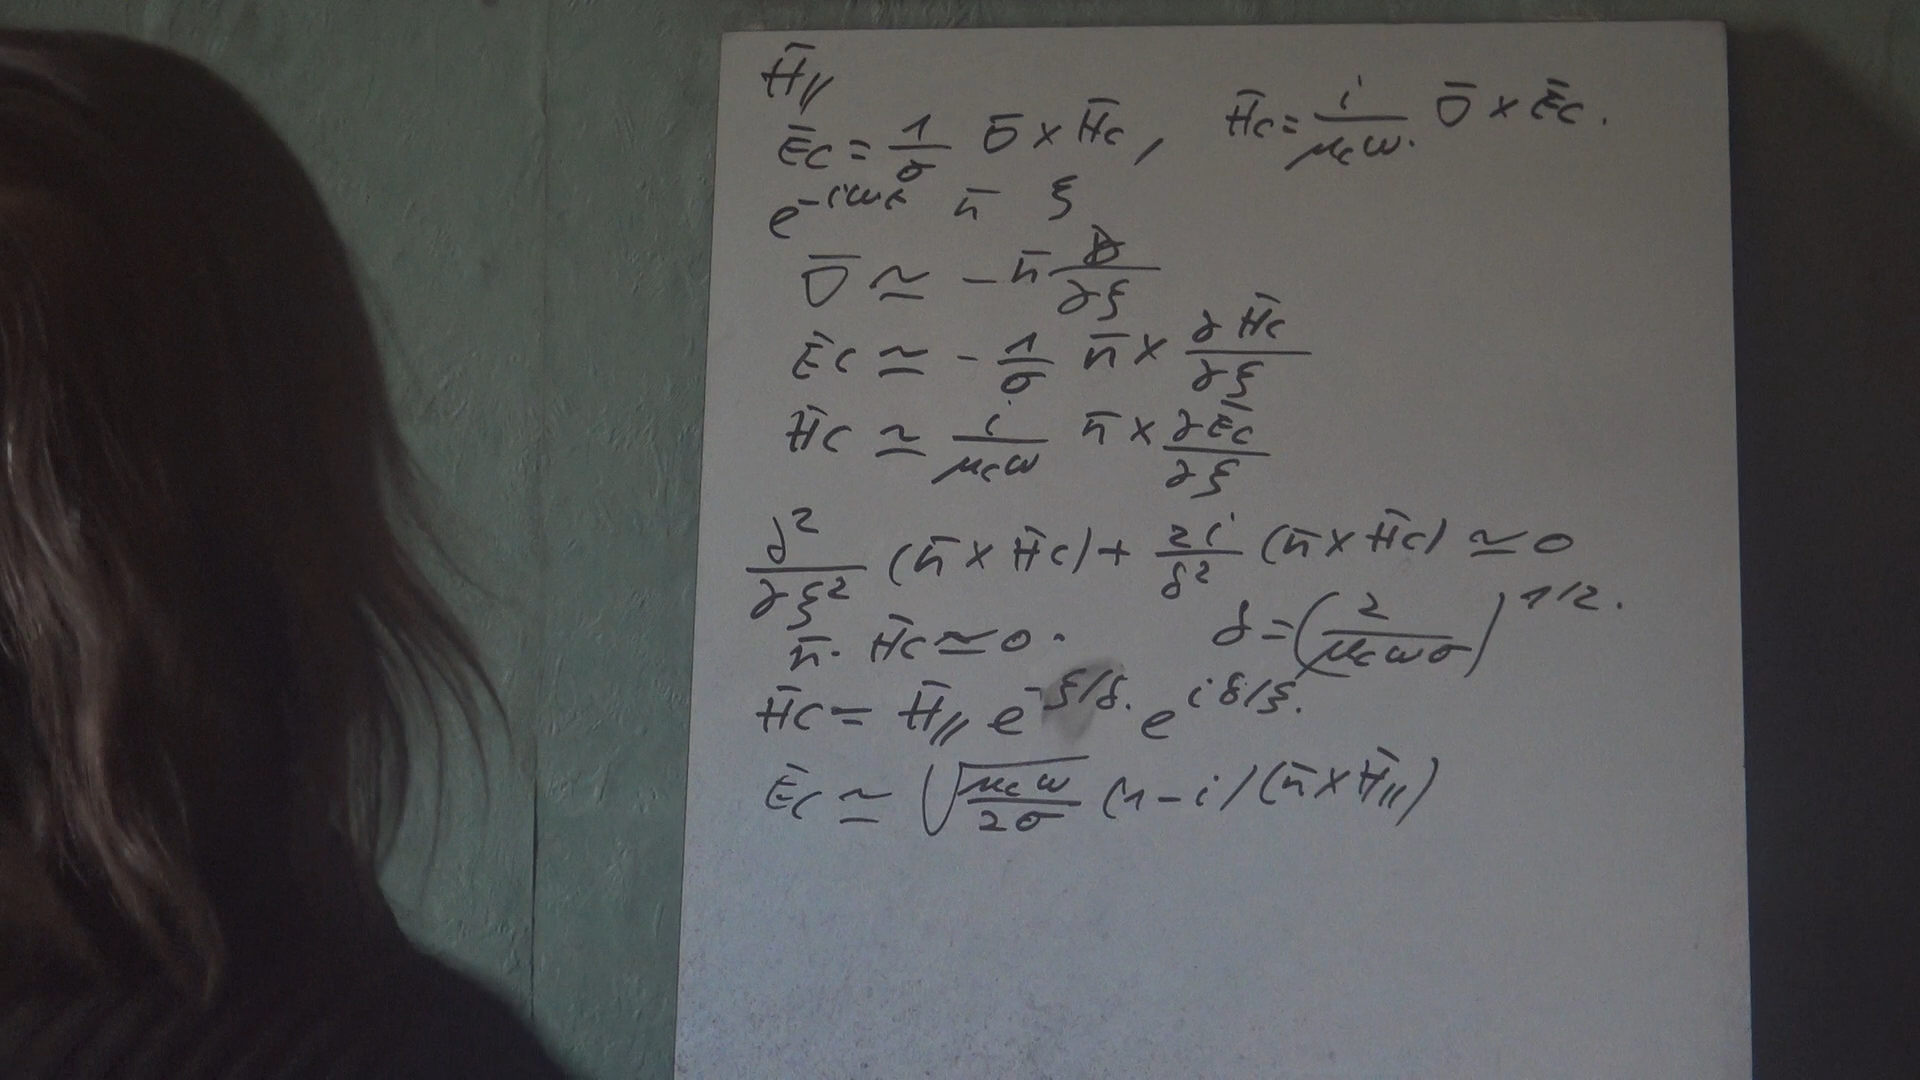 H̄∥
Ēc = 1/σ ∇̄ × H̄c, H̄c = i/μcω. ∇̄ × Ēc.
e^-iωt n̄ ξ
∇̄ ≃ -n̄ ∂/∂ξ
Ēc ≃ - 1/σ n̄ × ∂H̄c/∂ξ
H̄c ≃ i/μcω n̄ × ∂Ēc/∂ξ
∂²/∂ξ² (n̄ × H̄c) + 2i/δ² (n̄ × H̄c) ≃ 0
n̄ · H̄c ≃ 0. δ = (2/μcωσ)^1/2.
H̄c = H̄∥ e^-ξ/δ. e^iδ/ξ.
Ēc ≃ √(μcω/2σ) (1-i) (n̄ × H̄∥)